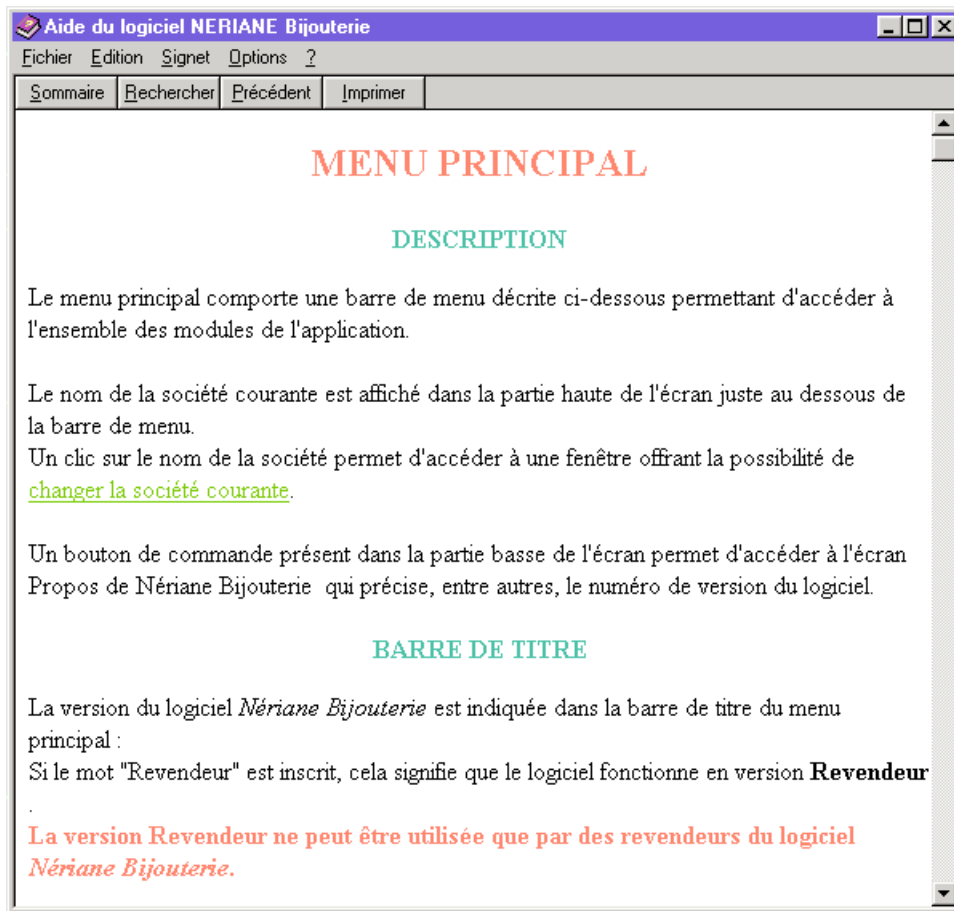 Aide du logiciel NERIANE Bijouterie
Fichier Edition Signet Options ?
Sommaire Rechercher Précédent Imprimer
MENU PRINCIPAL
DESCRIPTION
Le menu principal comporte une barre de menu décrite ci-dessous permettant d'accéder à
l'ensemble des modules de l'application.
Le nom de la société courante est affiché dans la partie haute de l'écran juste au dessous de
la barre de menu.
Un clic sur le nom de la société permet d'accéder à une fenêtre offrant la possibilité de
changer la société courante.
Un bouton de commande présent dans la partie basse de l'écran permet d'accéder à l'écran
Propos de Nériane Bijouterie qui précise, entre autres, le numéro de version du logiciel.
BARRE DE TITRE
La version du logiciel Nériane Bijouterie est indiquée dans la barre de titre du menu
principal :
Si le mot "Revendeur" est inscrit, cela signifie que le logiciel fonctionne en version Revendeur
.
La version Revendeur ne peut être utilisée que par des revendeurs du logiciel
Nériane Bijouterie.